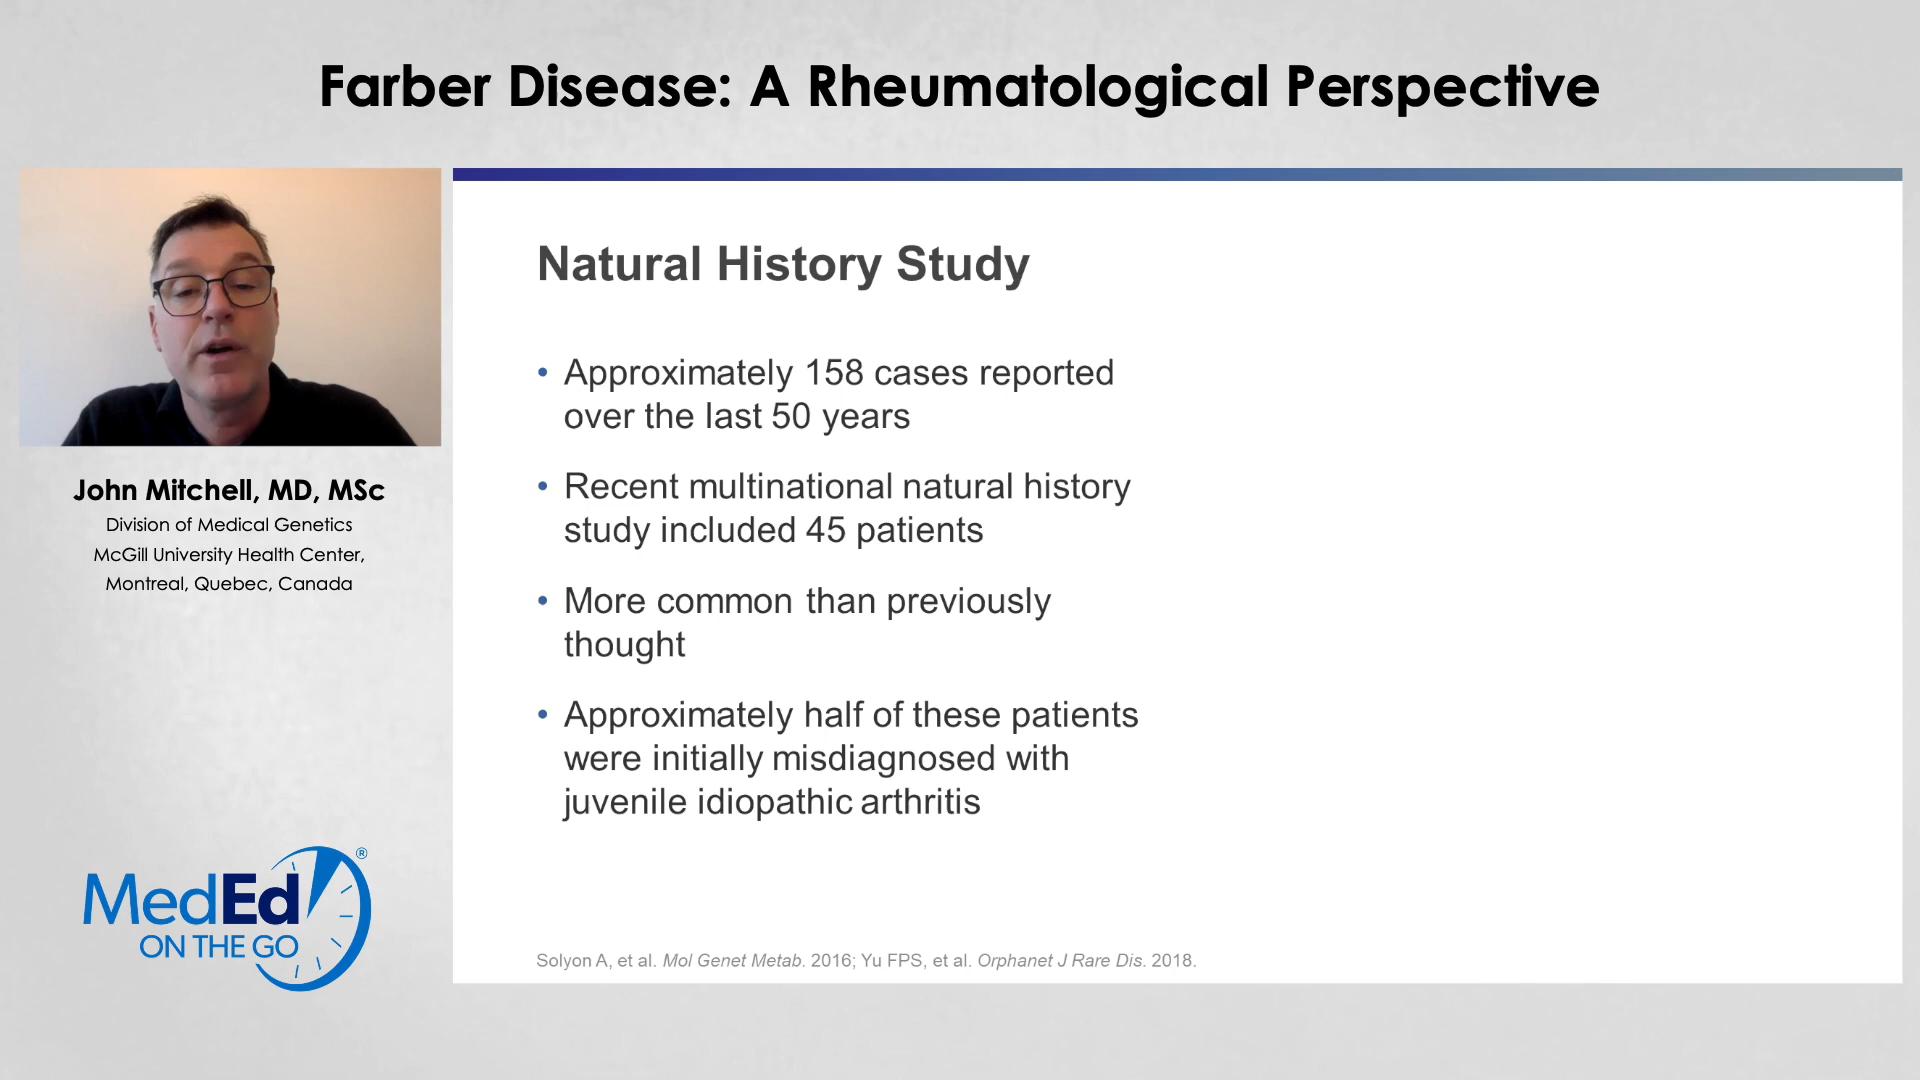 Farber Disease: A Rheumatological Perspective
John Mitchell, MD, MSc
Division of Medical Genetics
McGill University Health Center,
Montreal, Quebec, Canada
MedEd®
ON THE GO
Natural History Study
• Approximately 158 cases reported
over the last 50 years
• Recent multinational natural history
study included 45 patients
• More common than previously
thought
• Approximately half of these patients
were initially misdiagnosed with
juvenile idiopathic arthritis
Solyon A, et al. Mol Genet Metab. 2016; Yu FPS, et al. Orphanet J Rare Dis. 2018.